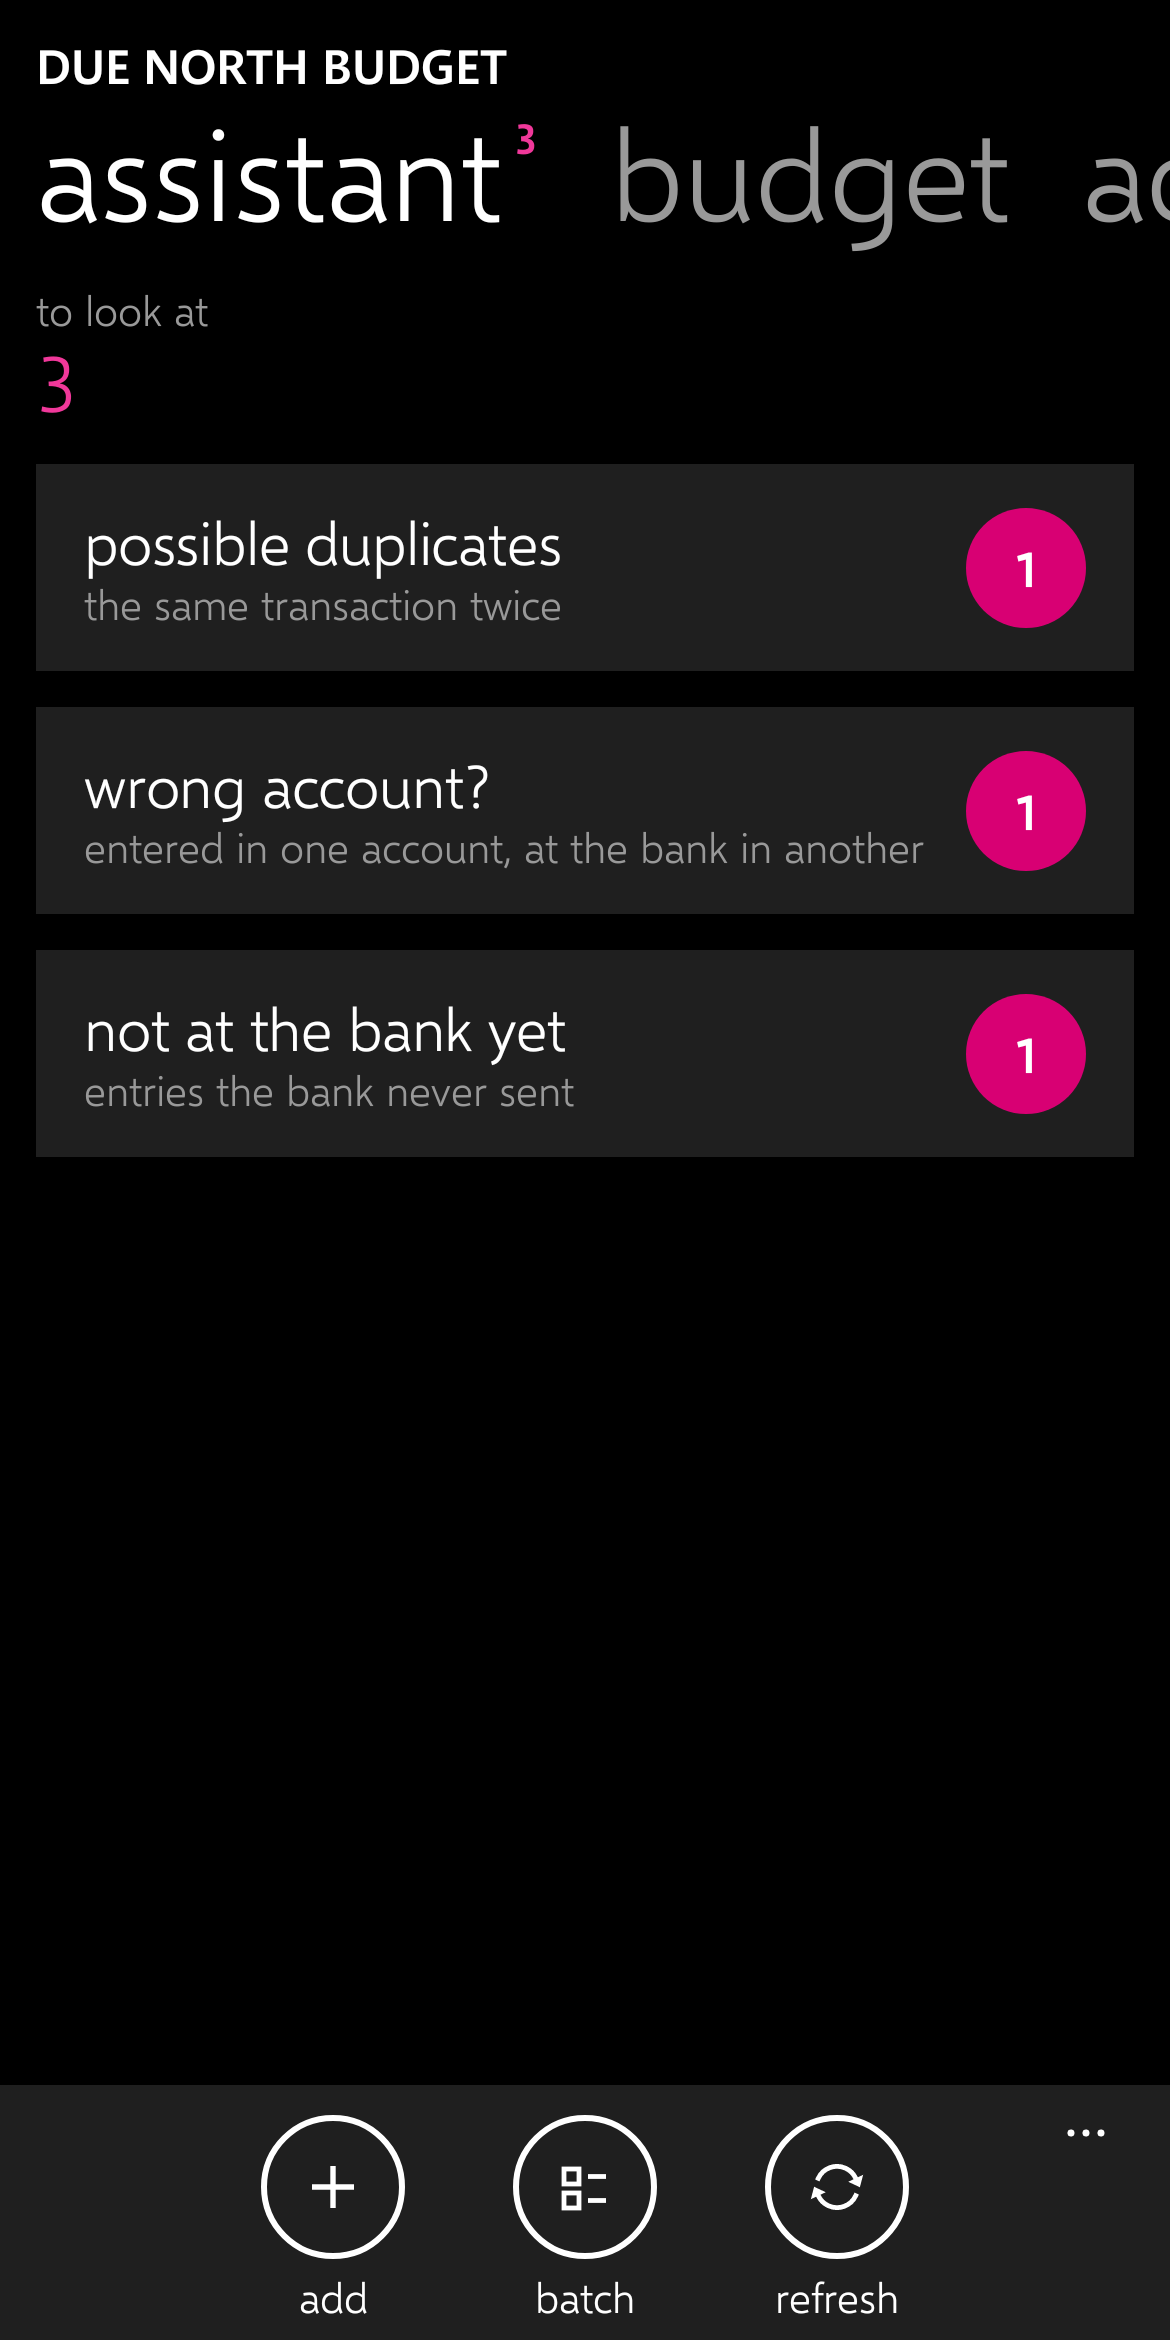 DUE NORTH BUDGET
assistant 3 budget ac
to look at
3
possible duplicates
the same transaction twice
1
wrong account?
entered in one account, at the bank in another
1
not at the bank yet
entries the bank never sent
1
...
add batch refresh